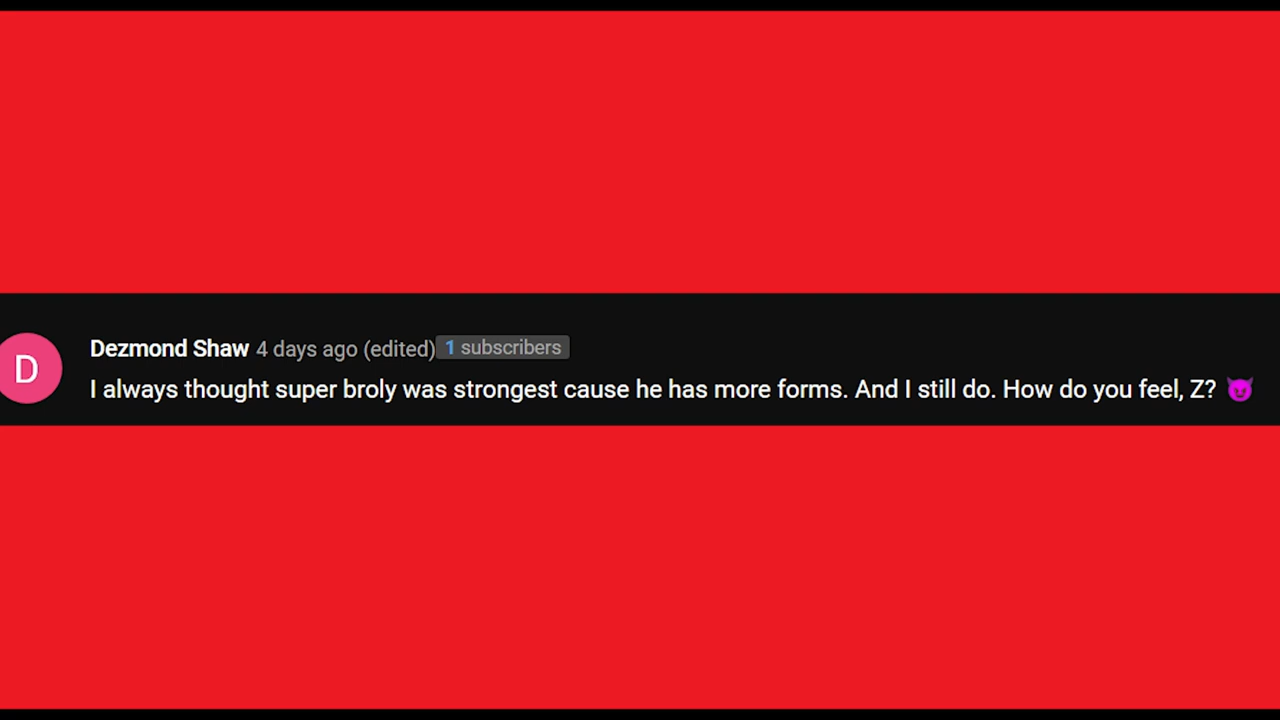 D
Dezmond Shaw 4 days ago (edited) 1 subscribers
I always thought super broly was strongest cause he has more forms. And I still do. How do you feel, Z? 😈